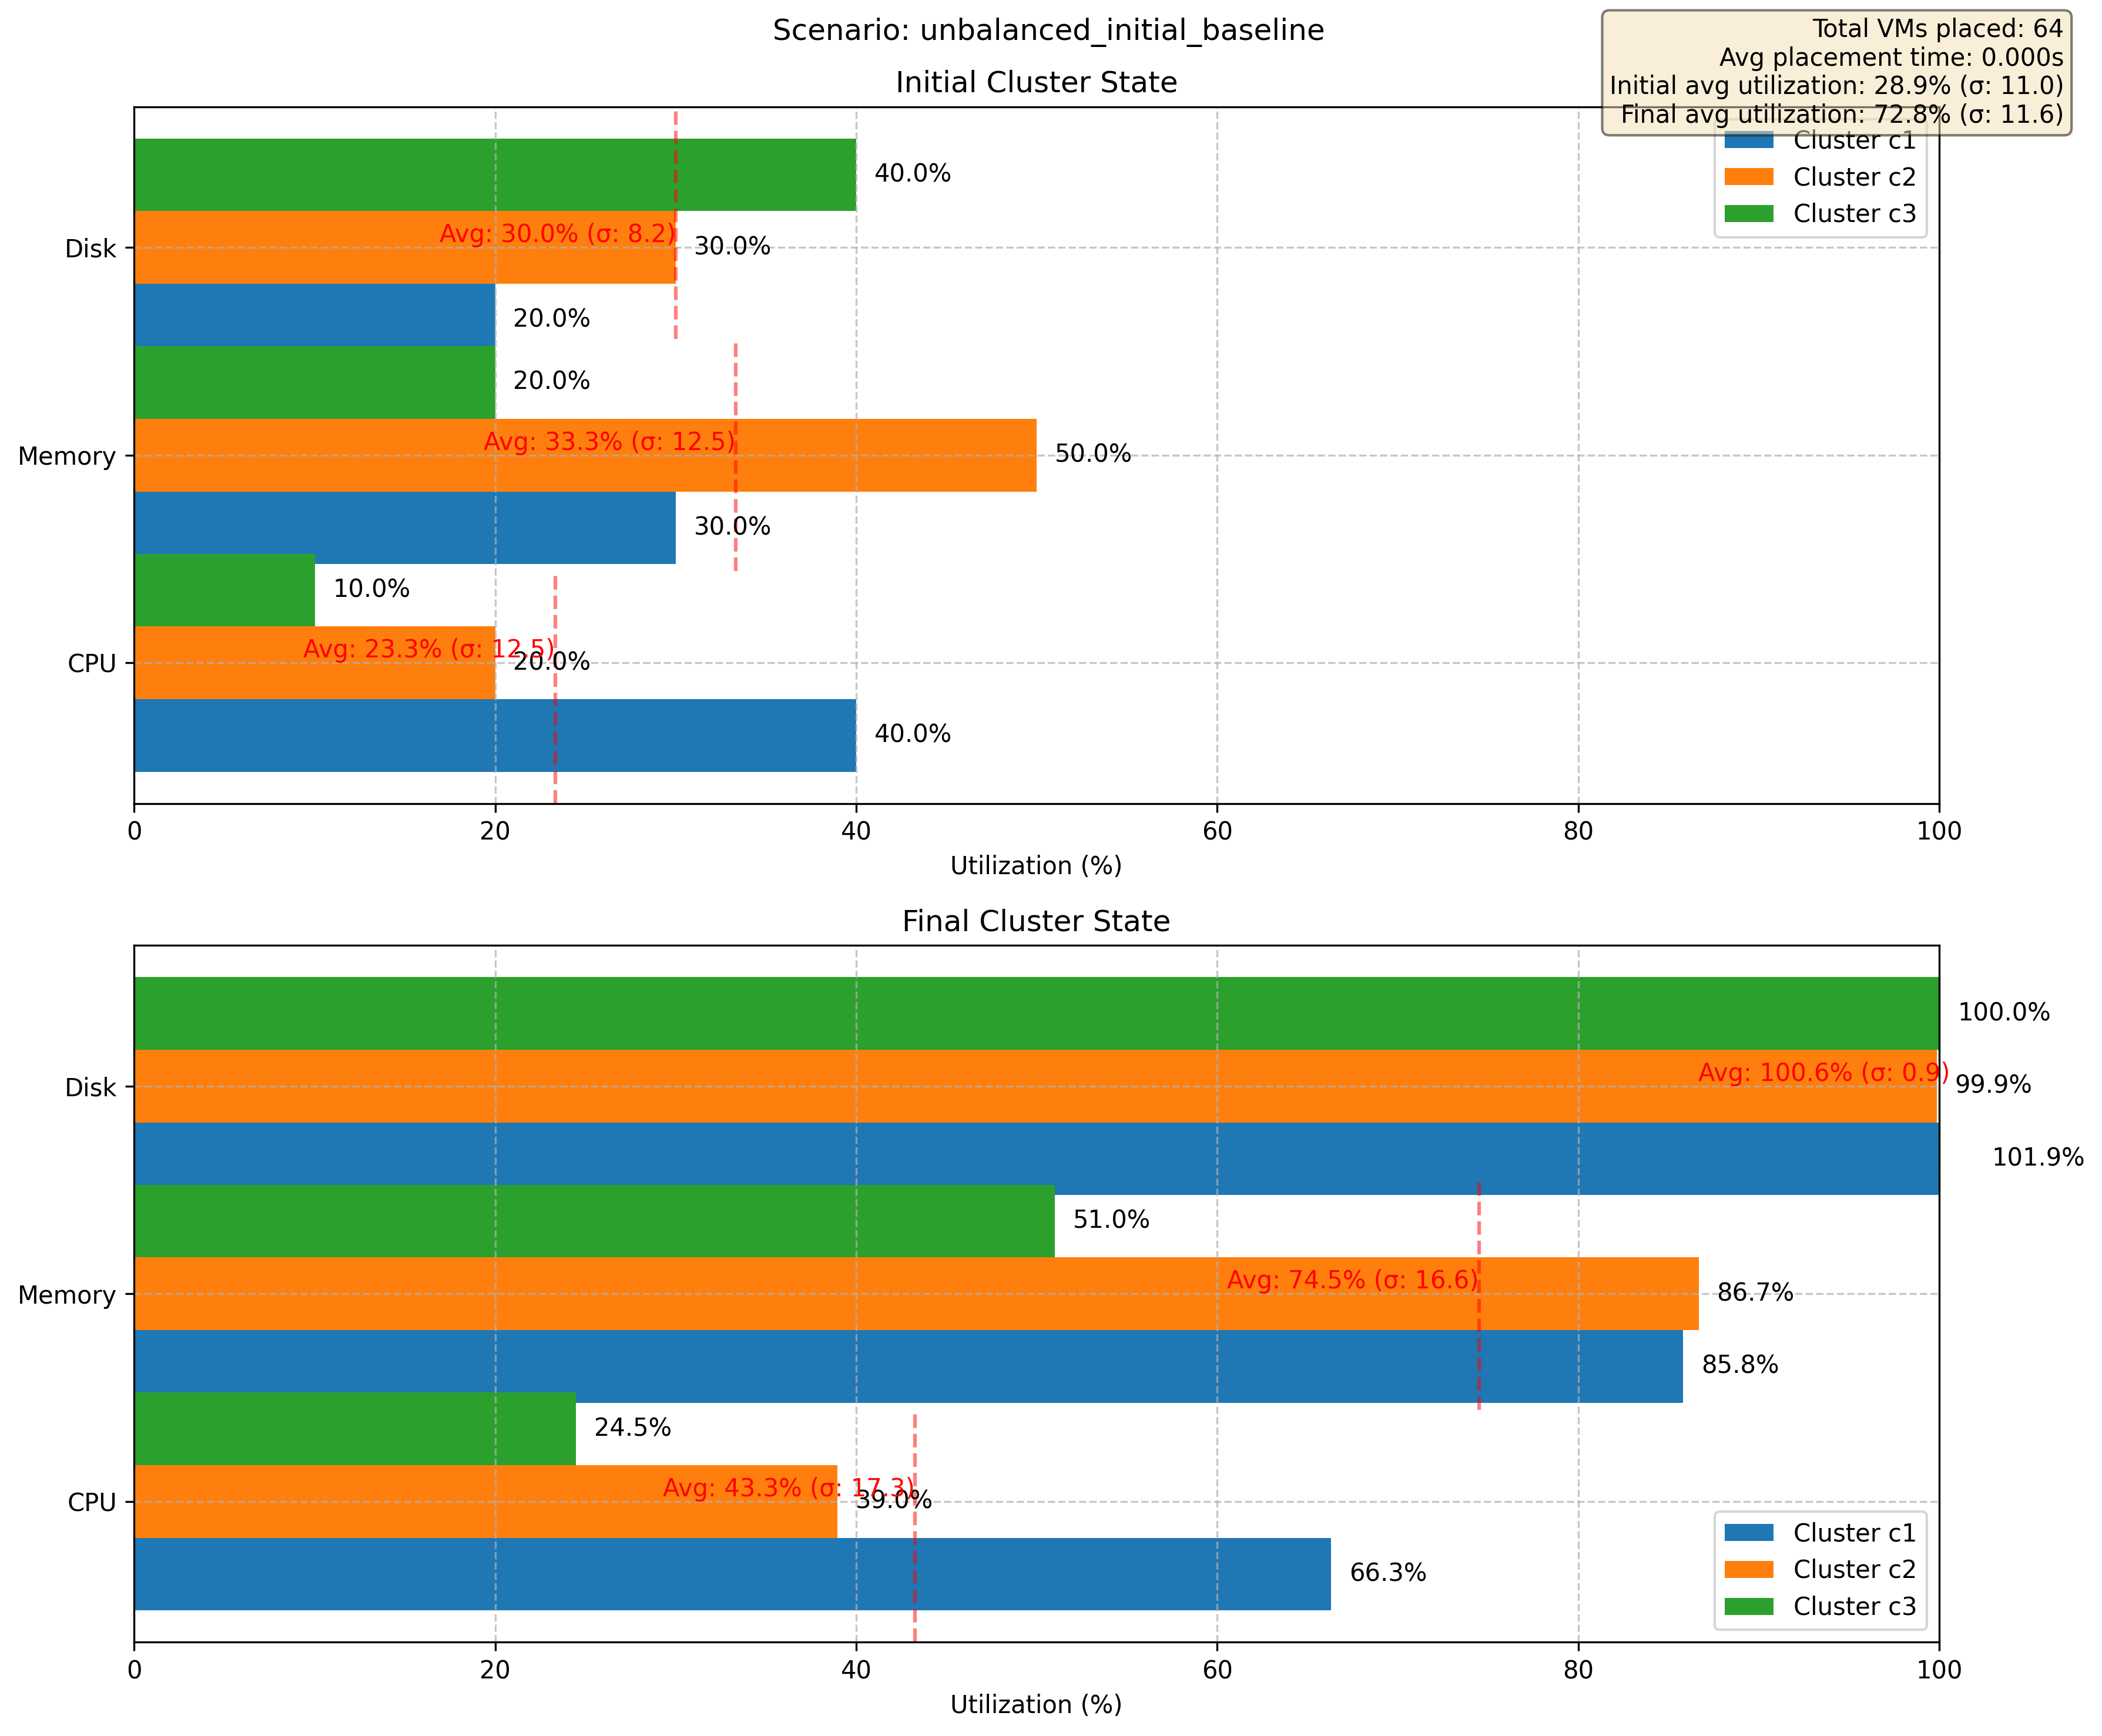 Scenario: unbalanced_initial_baseline
Total VMs placed: 64
Avg placement time: 0.000s
Initial avg utilization: 28.9% (σ: 11.0)
Final avg utilization: 72.8% (σ: 11.6)
Initial Cluster State
Cluster c1
Cluster c2
Cluster c3
40.0%
Disk
Avg: 30.0% (σ: 8.2)
30.0%
20.0%
20.0%
Memory
Avg: 33.3% (σ: 12.5)
50.0%
30.0%
10.0%
CPU
Avg: 23.3% (σ: 12.5)
20.0%
40.0%
0 20 40 60 80 100
Utilization (%)
Final Cluster State
100.0%
Disk
Avg: 100.6% (σ: 0.9)
99.9%
101.9%
51.0%
Memory
Avg: 74.5% (σ: 16.6)
86.7%
85.8%
24.5%
CPU
Avg: 43.3% (σ: 17.3)
39.0%
66.3%
Cluster c1
Cluster c2
Cluster c3
0 20 40 60 80 100
Utilization (%)